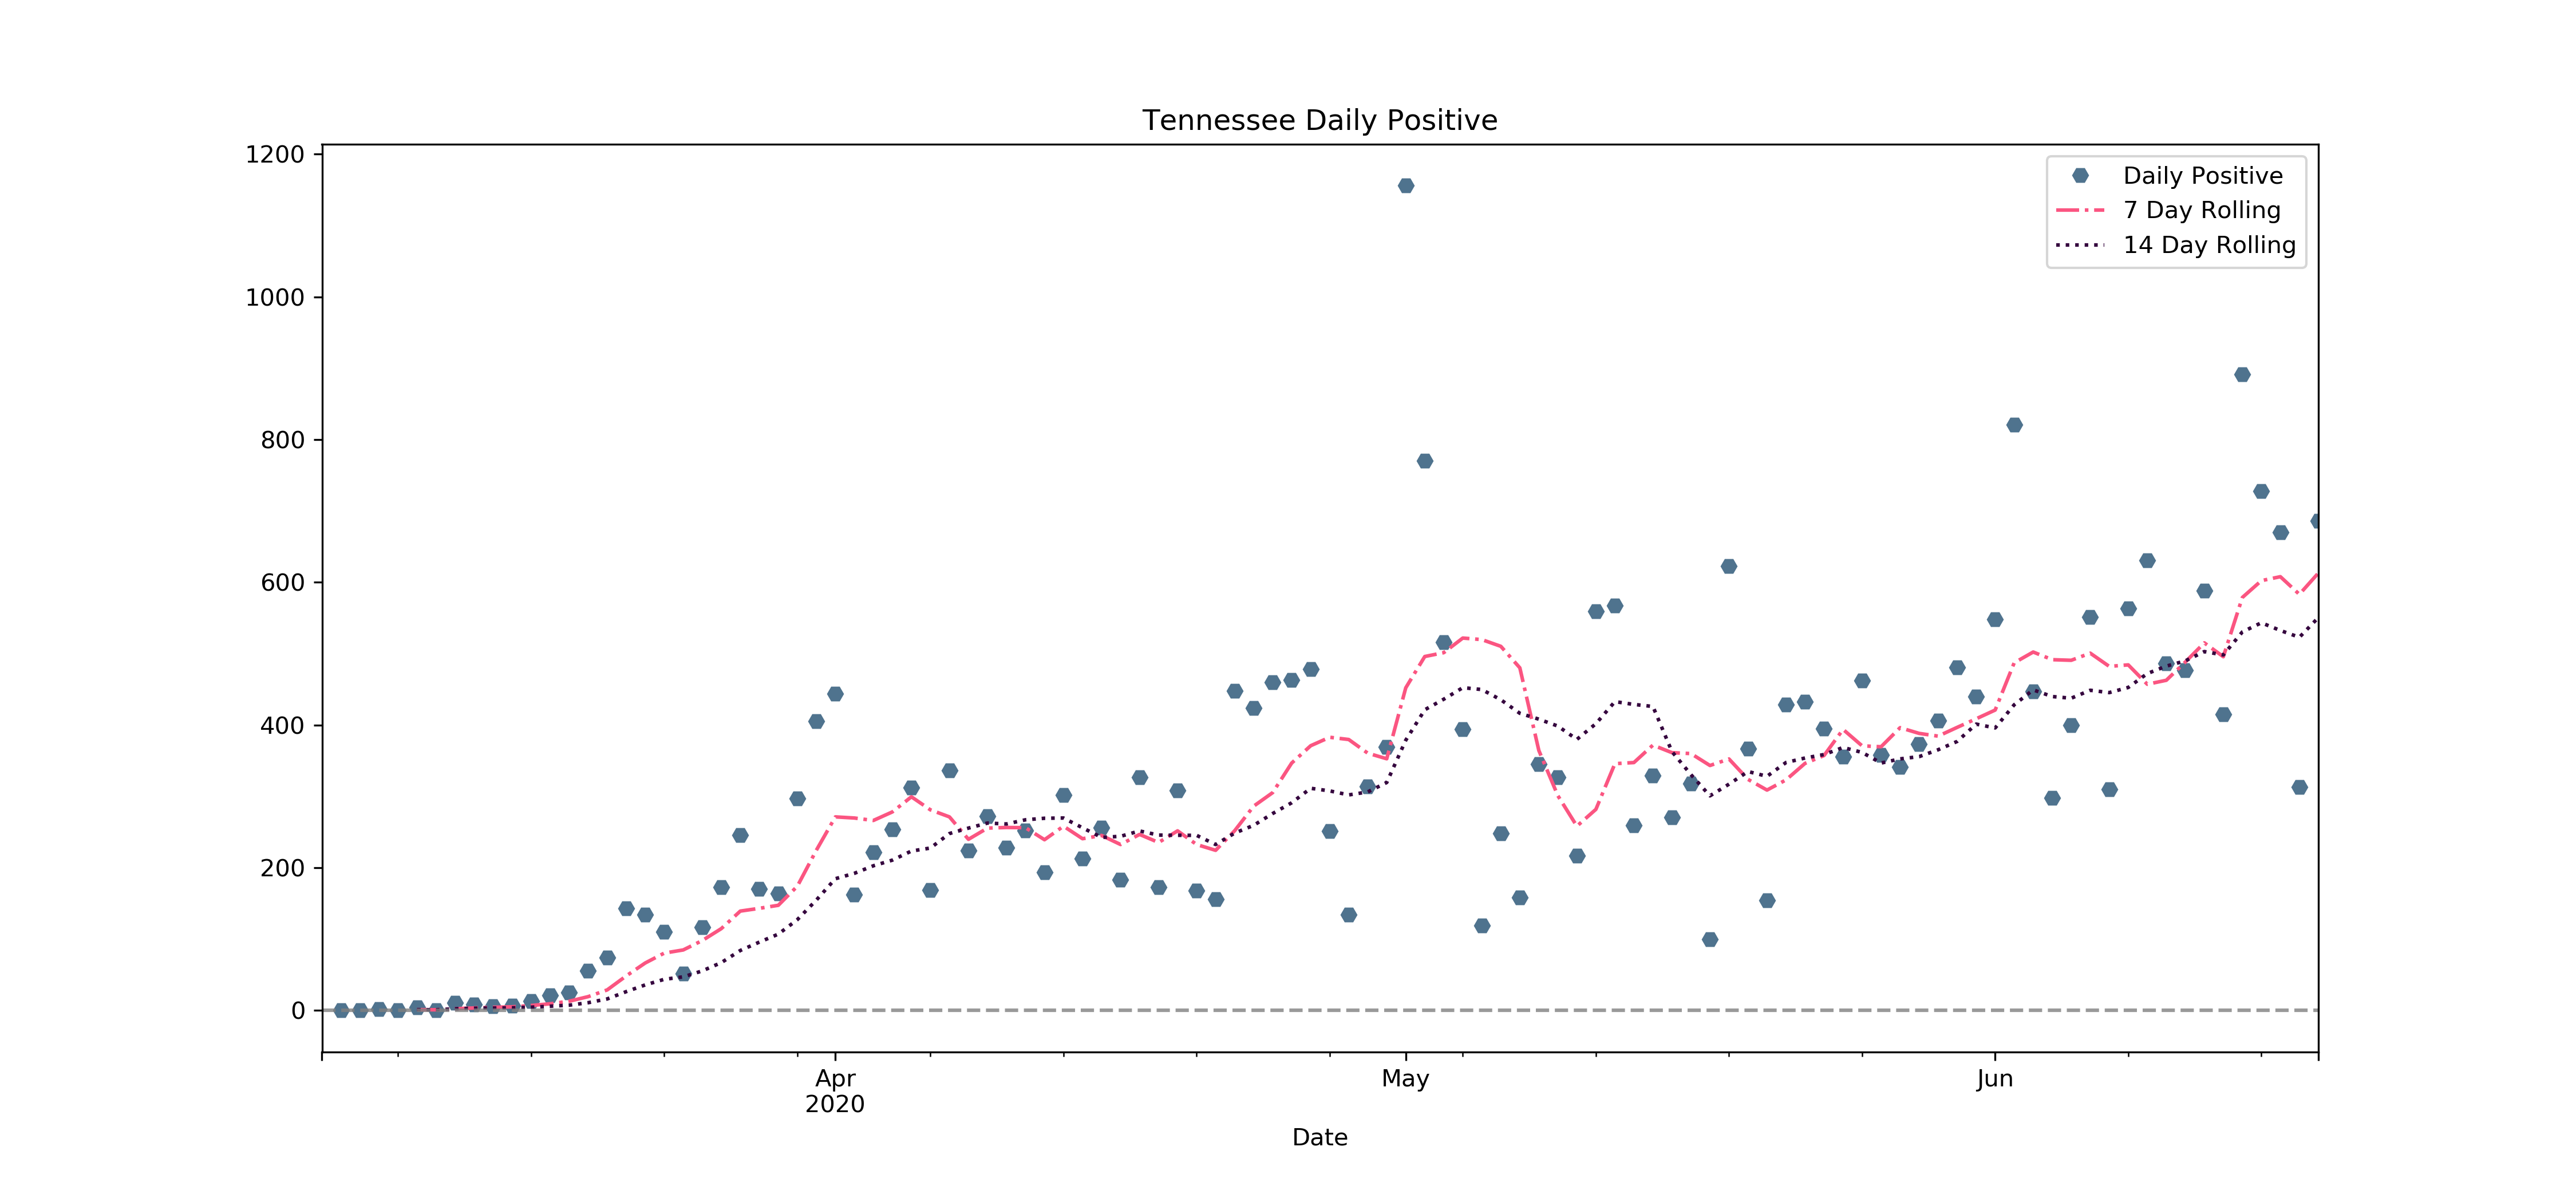 Tennessee Daily Positive
1200
1000
800
600
400
200
0
Daily Positive
7 Day Rolling
14 Day Rolling
Apr
2020
May
Jun
Date